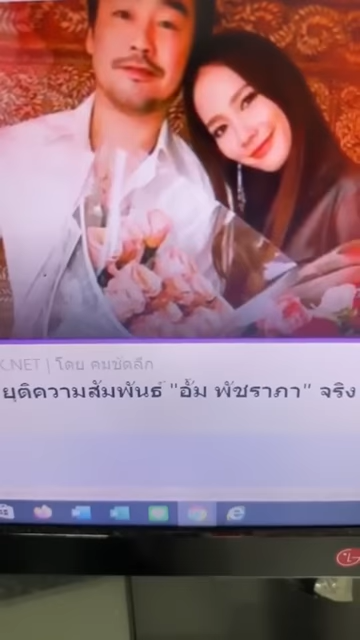 .NET | โดย คมชัดลึก
ยุติความสัมพันธ์ "อั้ม พัชราภา" จริง
LG